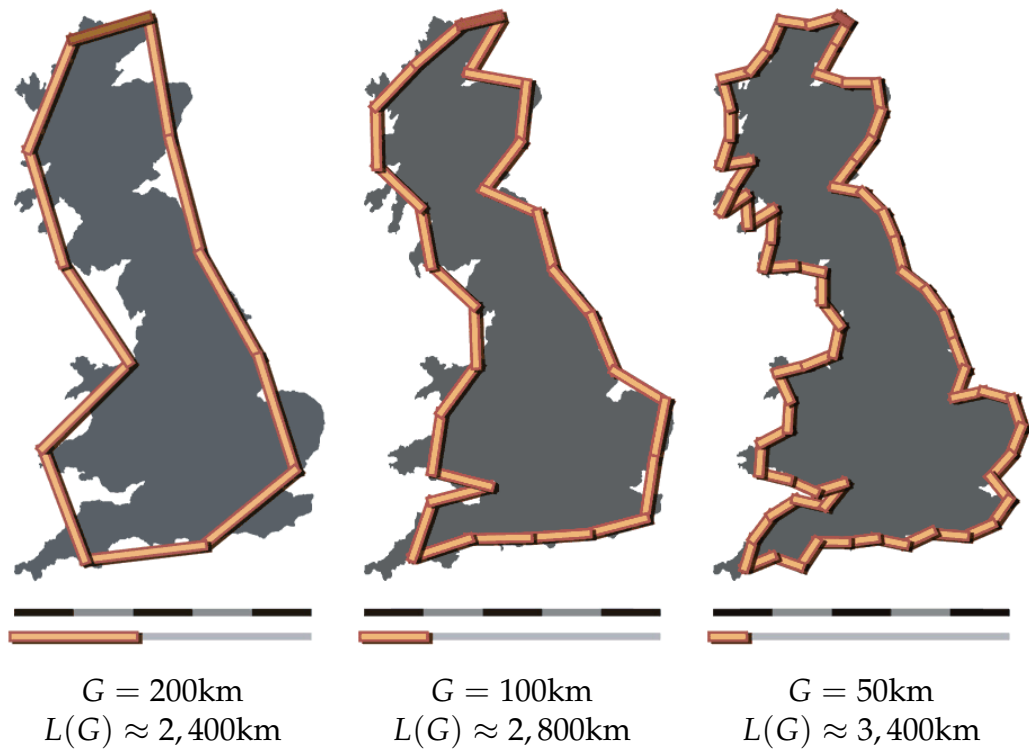 G = 200km
L(G) ≈ 2,400km
G = 100km
L(G) ≈ 2,800km
G = 50km
L(G) ≈ 3,400km